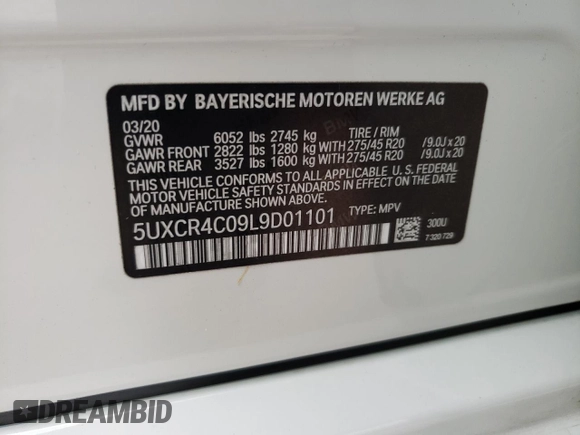 MFD BY BAYERISCHE MOTOREN WERKE AG
03/20
GVWR 6052 lbs 2745 kg TIRE / RIM
GAWR FRONT 2822 lbs 1280 kg WITH 275/45 R20 / 9.0J x 20
GAWR REAR 3527 lbs 1600 kg WITH 275/45 R20 / 9.0J x 20
THIS VEHICLE CONFORMS TO ALL APPLICABLE U. S. FEDERAL
MOTOR VEHICLE SAFETY STANDARDS IN EFFECT ON THE DATE
OF MANUFACTURE SHOWN ABOVE.
5UXCR4C09L9D01101 TYPE: MPV
300U
7 320 729
DREAMBID